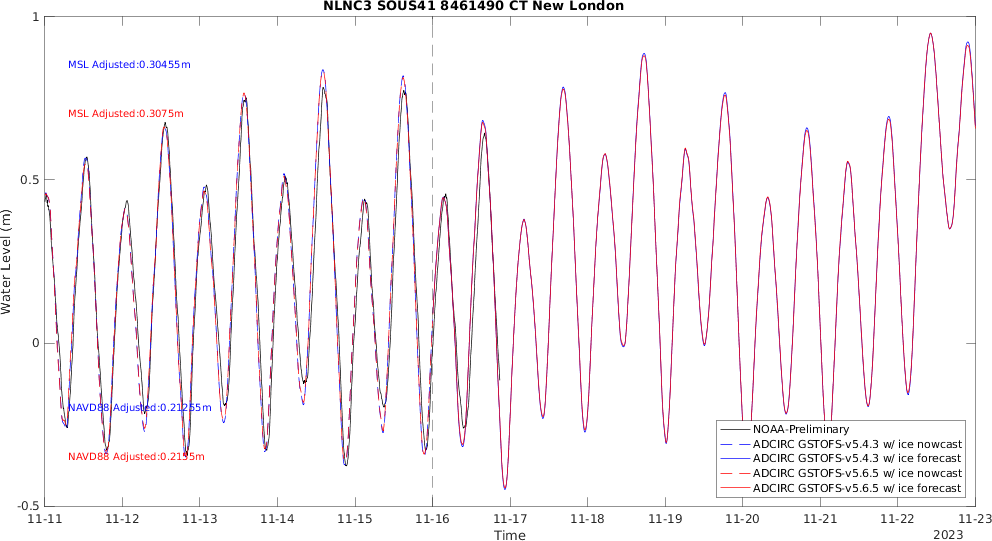 NLNC3 SOUS41 8461490 CT New London
1
0.5
0
-0.5
Water Level (m)
MSL Adjusted:0.30455m
MSL Adjusted:0.3075m
NAVD88 Adjusted:0.21255m
NAVD88 Adjusted:0.2155m
NOAA-Preliminary
ADCIRC GSTOFS-v5.4.3 w/ ice nowcast
ADCIRC GSTOFS-v5.4.3 w/ ice forecast
ADCIRC GSTOFS-v5.6.5 w/ ice nowcast
ADCIRC GSTOFS-v5.6.5 w/ ice forecast
11-11 11-12 11-13 11-14 11-15 11-16 11-17 11-18 11-19 11-20 11-21 11-22 11-23
Time
2023